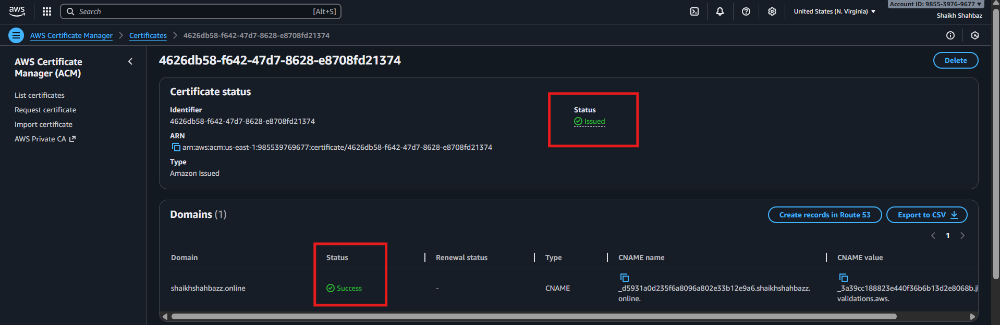 aws
Search [Alt+S]
United States (N. Virginia)
Account ID: 9855-3976-9677
Shaikh Shahbaz
AWS Certificate Manager
Certificates
4626db58-f642-47d7-8628-e8708fd21374
AWS Certificate
Manager (ACM)
List certificates
Request certificate
Import certificate
AWS Private CA
4626db58-f642-47d7-8628-e8708fd21374
Delete
Certificate status
Identifier
4626db58-f642-47d7-8628-e8708fd21374
Status
Issued
ARN
arn:aws:acm:us-east-1:985539769677:certificate/4626db58-f642-47d7-8628-e8708fd21374
Type
Amazon Issued
Domains (1)
Create records in Route 53
Export to CSV
1
Domain Status Renewal status Type CNAME name CNAME value
shaikhshahbazz.online
Success
-
CNAME
_d5931a0d235f6a8096a802e33b12e9a6.shaikhshahbazz.
online.
_3a39cc188823e440f36b6b13d2e8068b.jl
validations.aws.